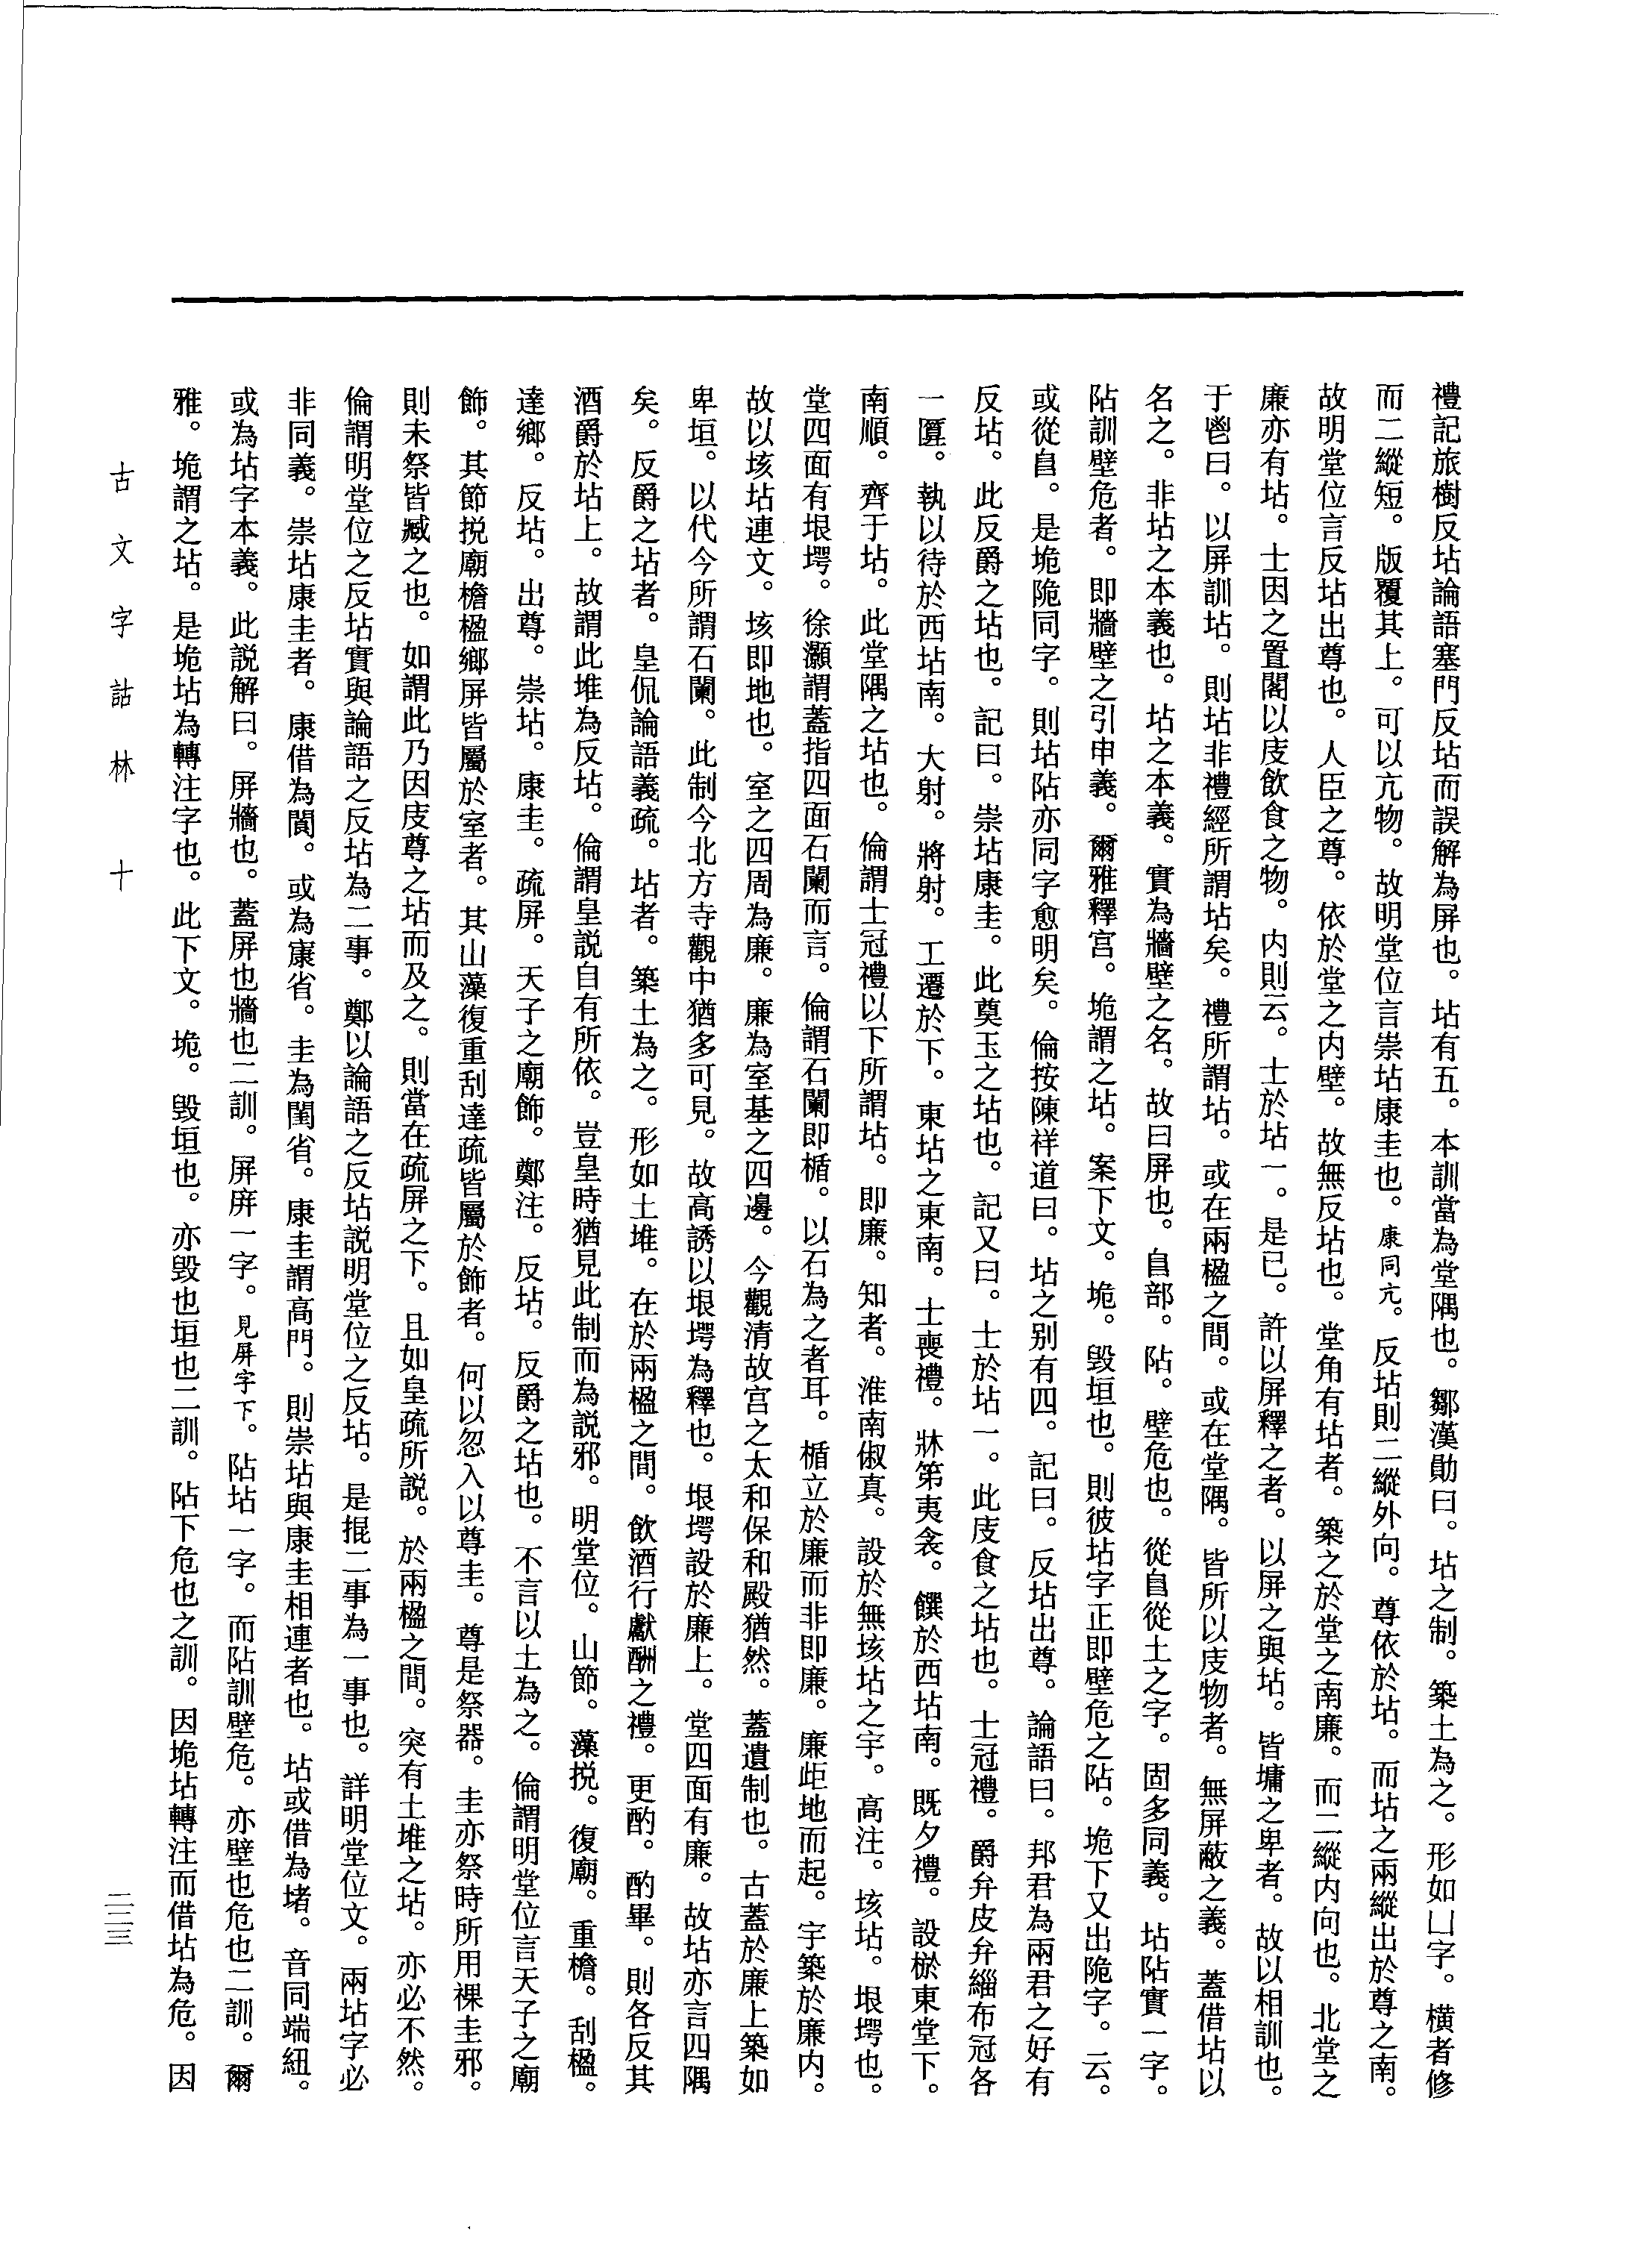 禮記旅樹反坫論語塞門反坫而誤解為屏也。坫有五。本訓當為堂隅也。鄒漢勛曰。坫之制。築土為之。形如凵字。橫者修
而二縱短。版覆其上。可以亢物。故明堂位言崇坫康圭也。康同亢。反坫則二縱外向。尊依於坫。而坫之兩縱出於尊之南。
故明堂位言反坫出尊也。人臣之尊。依於堂之内壁。故無反坫也。堂角有坫者。築之於堂之南廉。而二縱内向也。北堂之
廉亦有坫。士因之置閣以庋飲食之物。内則云。士於坫一。是已。許以屏釋之者。以屏之與坫。皆墉之卑者。故以相訓也。
于鬯曰。以屏訓坫。則坫非禮經所謂坫矣。禮所謂坫。或在兩楹之間。或在堂隅。皆所以庋物者。無屏蔽之義。蓋借坫以
名之。非坫之本義也。坫之本義。實為牆壁之名。故曰屏也。𨸏部。阽。壁危也。從𨸏從土之字。固多同義。坫阽實一字。
阽訓壁危者。即牆壁之引申義。爾雅釋宫。垝謂之坫。案下文。垝。毀垣也。則彼坫字正即壁危之阽。垝下又出陒字。云。
或從𨸏。是垝陒同字。則坫阽亦同字愈明矣。倫按陳祥道曰。坫之別有四。記曰。反坫出尊。論語曰。邦君為兩君之好有
反坫。此反爵之坫也。記曰。崇坫康圭。此奠玉之坫也。記又曰。士於坫一。此庋食之坫也。士冠禮。爵弁皮弁緇布冠各
一匴。執以待於西坫南。大射。將射。工遷於下。東坫之東南。士喪禮。牀第夷衾。饌於西坫南。既夕禮。設棜東堂下。
南順。齊于坫。此堂隅之坫也。倫謂士冠禮以下所謂坫。即廉。知者。淮南俶真。設於無垓坫之宇。高注。垓坫。垠堮也。
堂四面有垠堮。徐灝謂蓋指四面石闌而言。倫謂石闌即楯。以石為之者耳。楯立於廉而非即廉。廉歫地而起。宇築於廉内。
故以垓坫連文。垓即地也。室之四周為廉。廉為室基之四邊。今觀清故宫之太和保和殿猶然。蓋遺制也。古蓋於廉上築如
卑垣。以代今所謂石闌。此制今北方寺觀中猶多可見。故高誘以垠堮為釋也。垠堮設於廉上。堂四面有廉。故坫亦言四隅
矣。反爵之坫者。皇侃論語義疏。坫者。築土為之。形如土堆。在於兩楹之間。飲酒行獻酬之禮。更酌。酌畢。則各反其
酒爵於坫上。故謂此堆為反坫。倫謂皇説自有所依。豈皇時猶見此制而為説邪。明堂位。山節。藻棁。復廟。重檐。刮楹。
達鄉。反坫。出尊。崇坫。康圭。疏屏。天子之廟飾。鄭注。反坫。反爵之坫也。不言以土為之。倫謂明堂位言天子之廟
飾。其節棁廟檐楹鄉屏皆屬於室者。其山藻復重刮達疏皆屬於飾者。何以忽入以尊圭。尊是祭器。圭亦祭時所用祼圭邪。
則未祭皆臧之也。如謂此乃因庋尊之坫而及之。則當在疏屏之下。且如皇疏所説。於兩楹之間。突有土堆之坫。亦必不然。
倫謂明堂位之反坫實與論語之反坫為二事。鄭以論語之反坫説明堂位之反坫。是掍二事為一事也。詳明堂位文。兩坫字必
非同義。崇坫康圭者。康借為閬。或為㝩省。圭為閨省。康圭謂高門。則崇坫與康圭相連者也。坫或借為堵。音同端紐。
或為坫字本義。此説解曰。屏牆也。蓋屏也牆也二訓。屏庰一字。見屏字下。阽坫一字。而阽訓壁危。亦壁也危也二訓。爾
雅。垝謂之坫。是垝坫為轉注字也。此下文。垝。毀垣也。亦毀也垣也二訓。阽下危也之訓。因垝坫轉注而借坫為危。因
古文字詁林 十
二三三